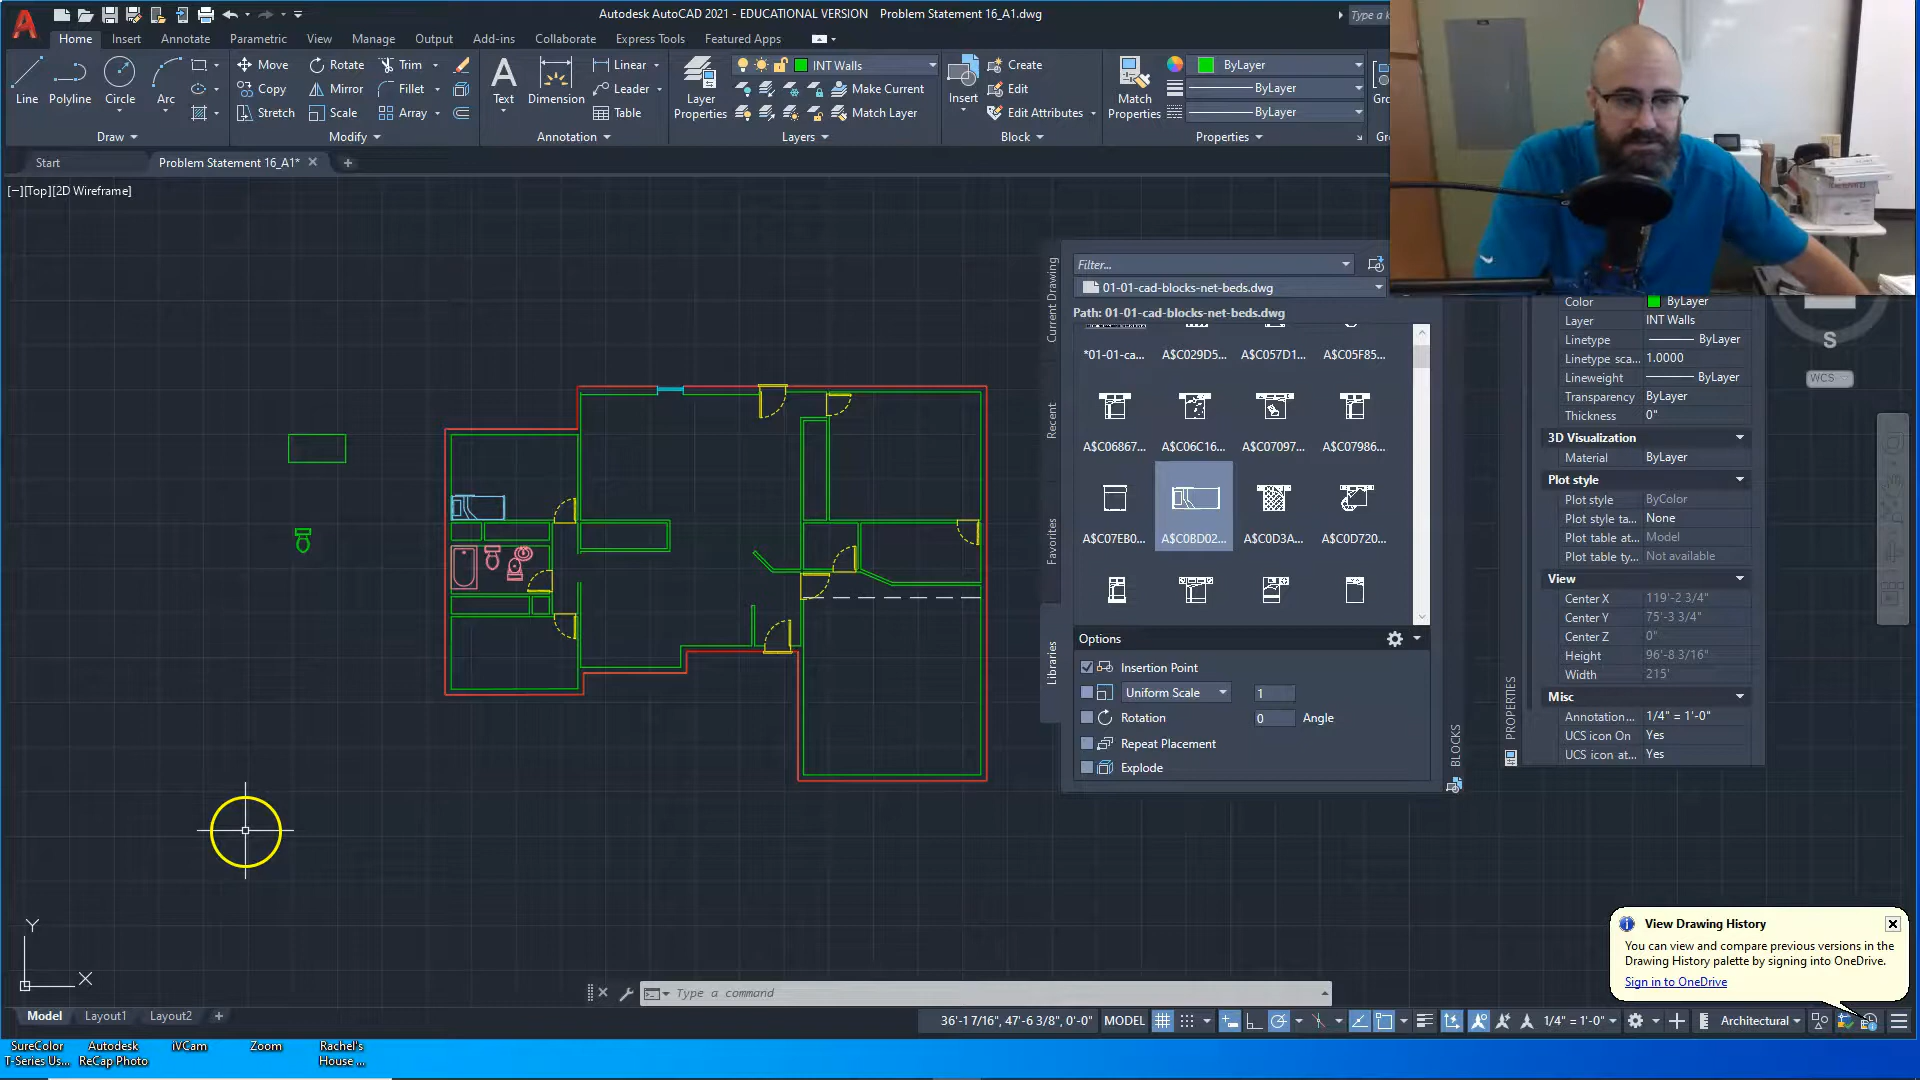 Autodesk AutoCAD 2021 - EDUCATIONAL VERSION Problem Statement 16_A1.dwg
Type a k
Home Insert Annotate Parametric View Manage Output Add-ins Collaborate Express Tools Featured Apps
Line Polyline Circle Arc
Move Rotate Trim
Copy Mirror Fillet
Stretch Scale Array
Text Dimension
Linear
Leader
Table
Layer Properties
INT Walls
Make Current
Match Layer
Insert
Create
Edit
Edit Attributes
Match Properties
ByLayer
ByLayer
ByLayer
Gro
Draw Modify Annotation Layers Block Properties Gr
Start Problem Statement 16_A1*
[−][Top][2D Wireframe]
Current Drawing
Recent
Favorites
Libraries
Filter...
01-01-cad-blocks-net-beds.dwg
Path: 01-01-cad-blocks-net-beds.dwg
*01-01-ca... A$C029D5... A$C057D1... A$C05F85...
A$C06867... A$C06C16... A$C07097... A$C07986...
A$C07EB0... A$C0BD02... A$C0D3A... A$C0D720...
Options
Insertion Point
Uniform Scale 1
Rotation 0 Angle
Repeat Placement
Explode
BLOCKS
PROPERTIES
Color ByLayer
Layer INT Walls
Linetype ByLayer
Linetype sca... 1.0000
Lineweight ByLayer
Transparency ByLayer
Thickness 0"
3D Visualization
Material ByLayer
Plot style
Plot style ByColor
Plot style ta... None
Plot table at... Model
Plot table ty... Not available
View
Center X 119'-2 3/4"
Center Y 75'-3 3/4"
Center Z 0"
Height 96'-8 3/16"
Width 215'
Misc
Annotation... 1/4" = 1'-0"
UCS icon On Yes
UCS icon at... Yes
S
WCS
View Drawing History
You can view and compare previous versions in the
Drawing History palette by signing into OneDrive.
Sign in to OneDrive
Y
X
Type a command
Model Layout1 Layout2
36'-1 7/16", 47'-6 3/8", 0'-0" MODEL 1/4" = 1'-0" Architectural
SureColor T-Series Us...
Autodesk ReCap Photo
iVCam
Zoom
Rachel's House ...